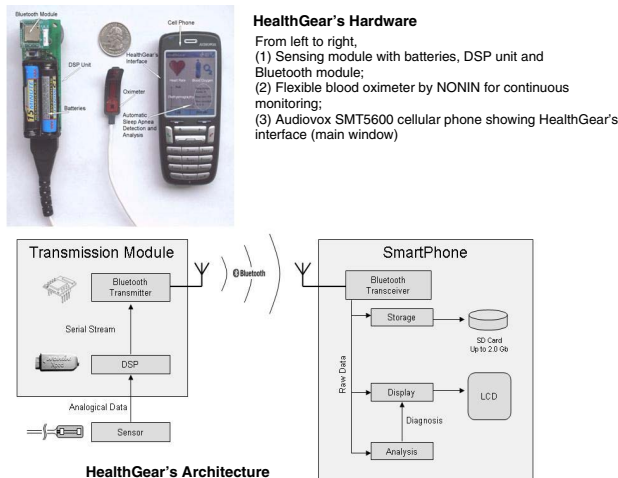 Bluetooth Module
Cell Phone
HealthGear's
Interface
DSP Unit
Oximeter
Batteries
Automatic
Sleep Apnea
Detection and
Analysis
HealthGear's Hardware
From left to right,
(1) Sensing module with batteries, DSP unit and
Bluetooth module;
(2) Flexible blood oximeter by NONIN for continuous
monitoring;
(3) Audiovox SMT5600 cellular phone showing HealthGear's
interface (main window)
Transmission Module
Bluetooth
Transmitter
Serial Stream
DSP
Analogical Data
Sensor
Bluetooth
SmartPhone
Bluetooth
Transceiver
Storage
SD Card
Up to 2.0 Gb
Raw Data
Display
LCD
Diagnosis
Analysis
HealthGear's Architecture